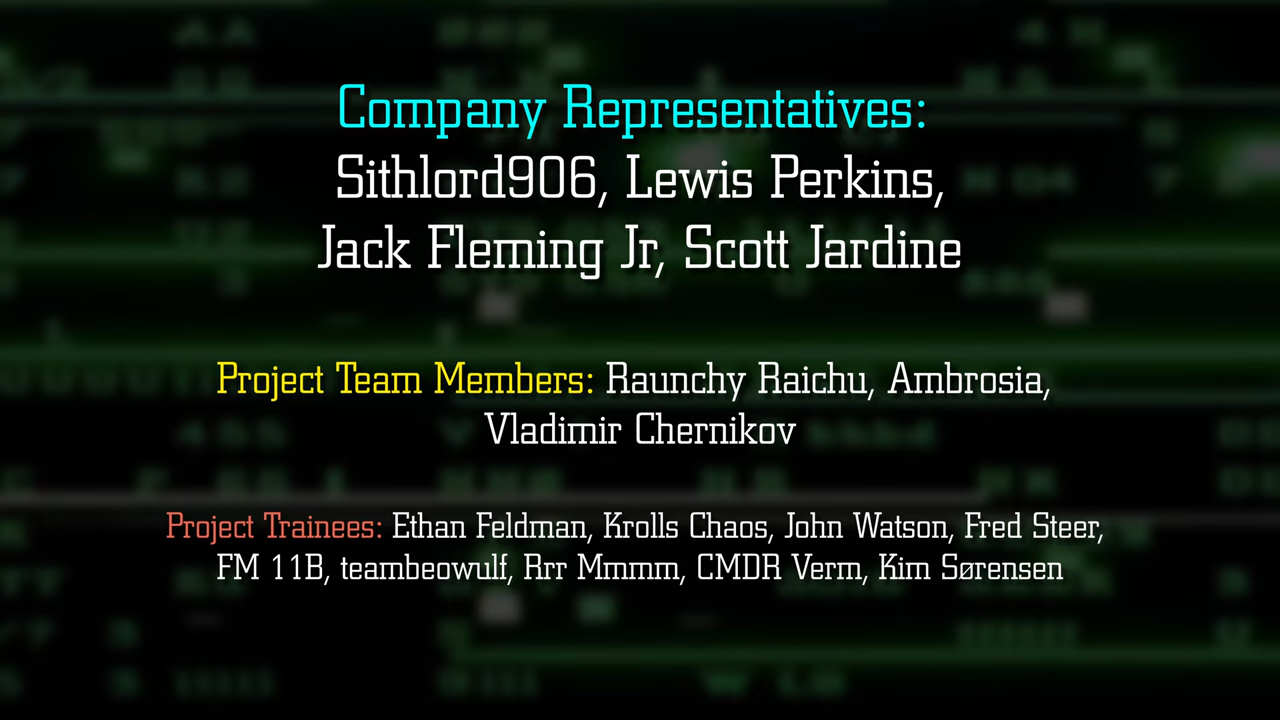 Company Representatives:
Sithlord906, Lewis Perkins,
Jack Fleming Jr, Scott Jardine
Project Team Members: Raunchy Raichu, Ambrosia,
Vladimir Chernikov
Project Trainees: Ethan Feldman, Krolls Chaos, John Watson, Fred Steer,
FM 11B, teambeowulf, Rrr Mmmm, CMDR Verm, Kim Sørensen